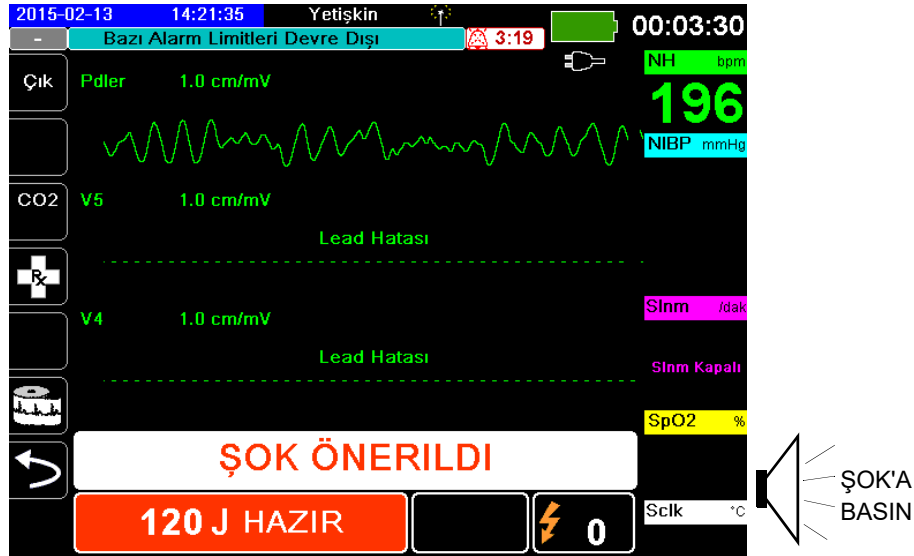 2015-02-13 14:21:35 Yetişkin
00:03:30
- Bazı Alarm Limitleri Devre Dışı 3:19
NH bpm
196
Çık Pdler 1.0 cm/mV
NIBP mmHg
CO2 V5 1.0 cm/mV
Lead Hatası
Rx
V4 1.0 cm/mV
Slnm /dak
Lead Hatası
Slnm Kapalı
SpO2 %
ŞOK ÖNERILDI
120 J HAZIR
0
Sclk °C
ŞOK'A
BASIN